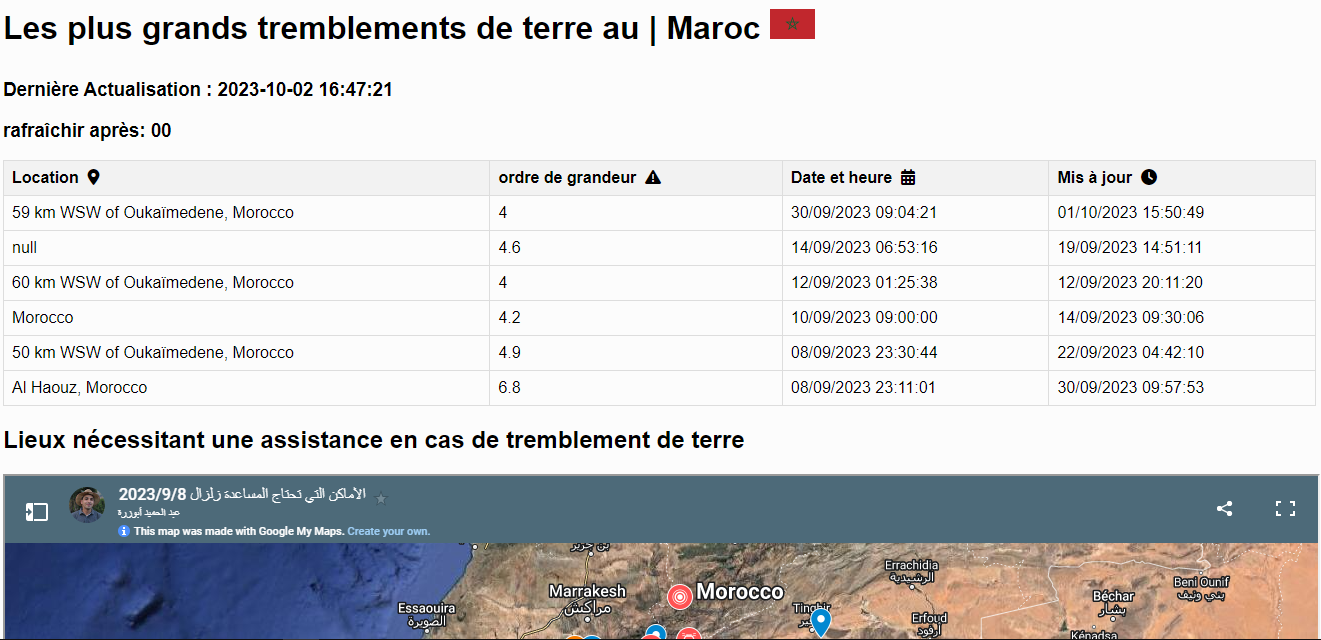 Les plus grands tremblements de terre au | Maroc
Dernière Actualisation : 2023-10-02 16:47:21
rafraîchir après: 00
Location ordre de grandeur Date et heure Mis à jour
59 km WSW of Oukaïmedene, Morocco 4 30/09/2023 09:04:21 01/10/2023 15:50:49
null 4.6 14/09/2023 06:53:16 19/09/2023 14:51:11
60 km WSW of Oukaïmedene, Morocco 4 12/09/2023 01:25:38 12/09/2023 20:11:20
Morocco 4.2 10/09/2023 09:00:00 14/09/2023 09:30:06
50 km WSW of Oukaïmedene, Morocco 4.9 08/09/2023 23:30:44 22/09/2023 04:42:10
Al Haouz, Morocco 6.8 08/09/2023 23:11:01 30/09/2023 09:57:53
Lieux nécessitant une assistance en cas de tremblement de terre
الأماكن التي تحتاج المساعدة زلزال 2023/9/8
عبد الحميد أبوززة
This map was made with Google My Maps. Create your own.
Errachidia
الرشيدية
Marrakesh
مراكش
Morocco
Beni Ounif
بني ونيف
Béchar
بشار
Essaouira
الصويرة
Tinghir
Erfoud
أرفود
Kénadsa